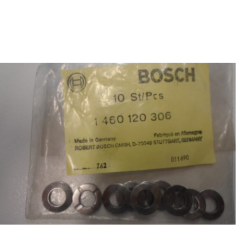 BOSCH
10 St/Pcs
1 460 120 306
Made in Germany
Fabriqué en Allemagne
ROBERT BOSCH GMBH, D-70049 STUTTGART, GERMANY